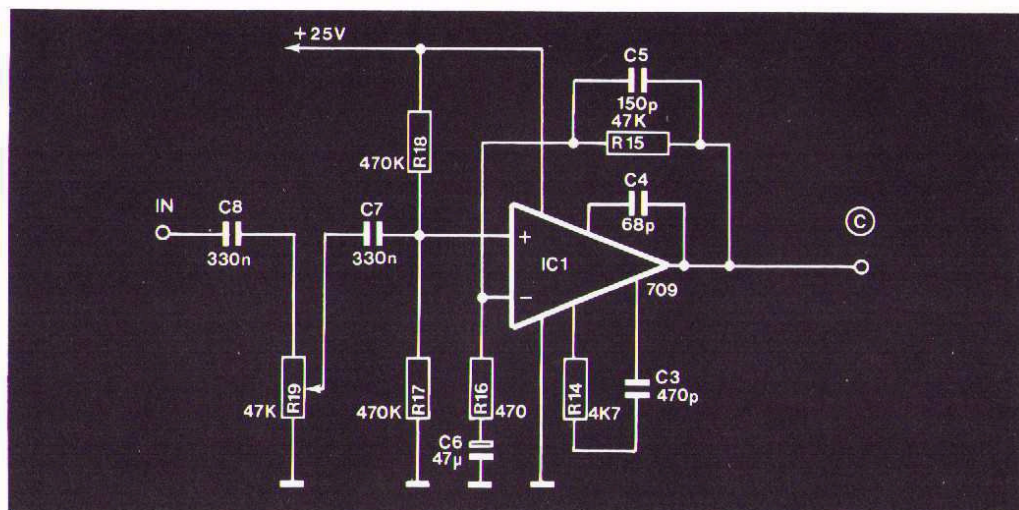 + 25V
C5
150p
47K
R15
470K
R18
C4
68p
IN
C8
330n
C7
330n
+
IC1
−
709
C
47K
R19
470K
R17
R16
470
R14
4K7
C3
470p
C6
47µ